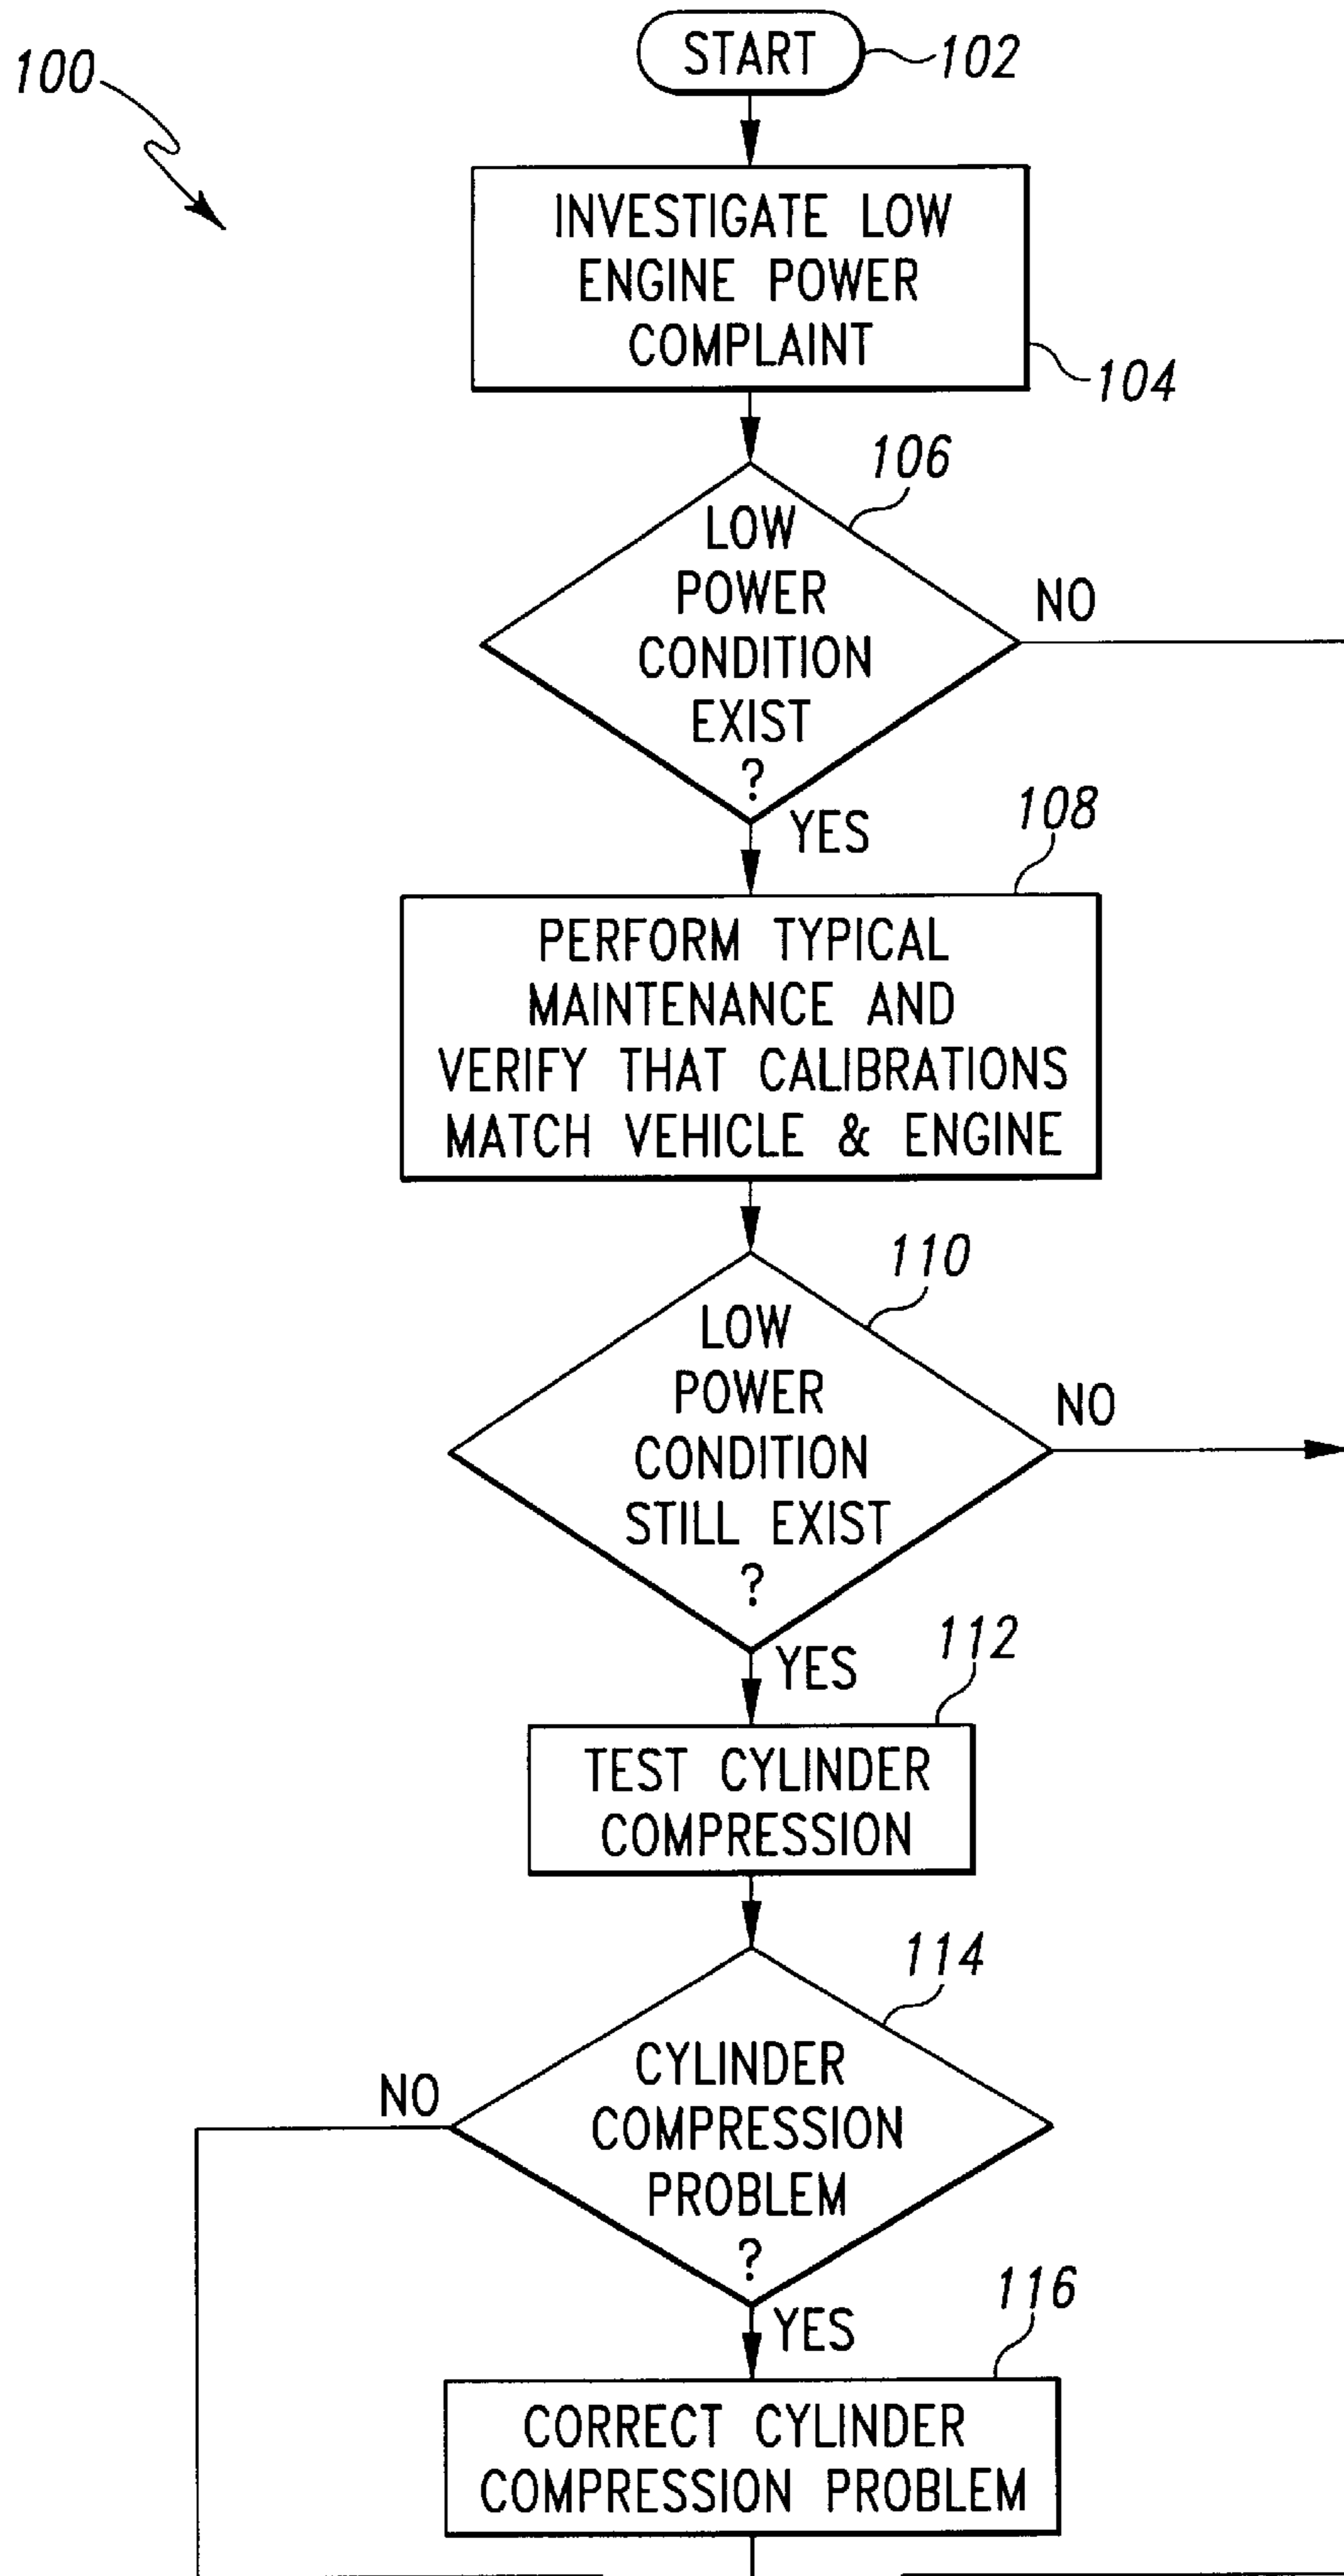 100
START
102
INVESTIGATE LOW
ENGINE POWER
COMPLAINT
104
106
LOW
POWER
CONDITION
EXIST
?
NO
YES
108
PERFORM TYPICAL
MAINTENANCE AND
VERIFY THAT CALIBRATIONS
MATCH VEHICLE & ENGINE
110
LOW
POWER
CONDITION
STILL EXIST
?
NO
YES
112
TEST CYLINDER
COMPRESSION
114
CYLINDER
COMPRESSION
PROBLEM
?
NO
YES
116
CORRECT CYLINDER
COMPRESSION PROBLEM